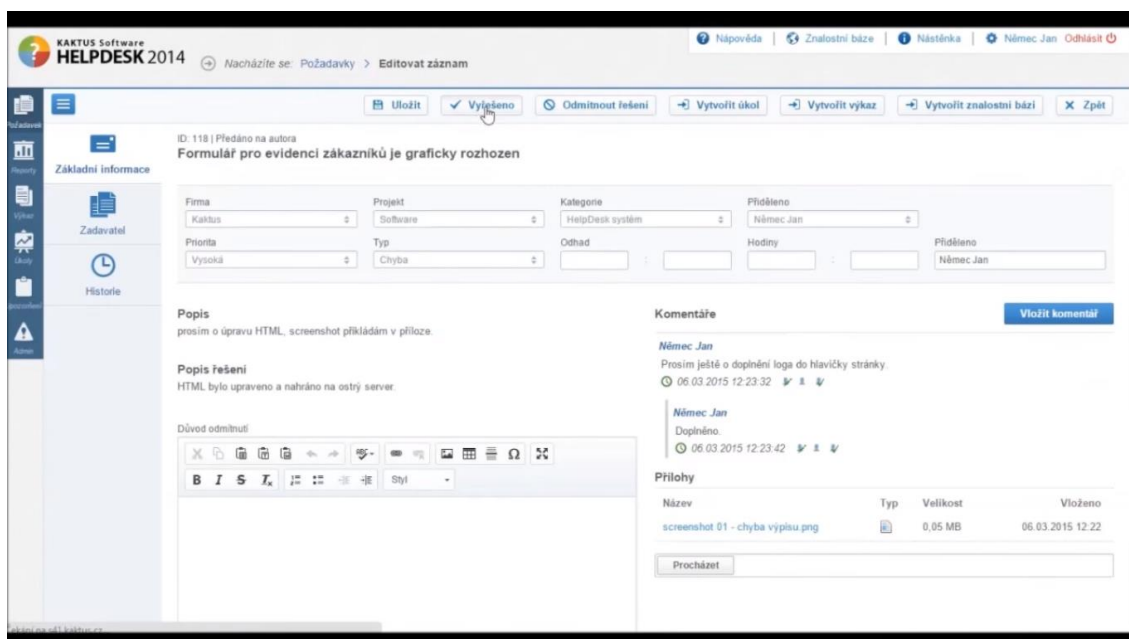 KAKTUS Software
HELPDESK 2014
Nacházíte se: Požadavky > Editovat záznam
Nápověda | Znalostní báze | Nástěnka | Němec Jan Odhlásit
Uložit
Vyřešeno
Odmítnout řešení
Vytvořit úkol
Vytvořit výkaz
Vytvořit znalostní bázi
Zpět
Požadavek
Reporty
Výkaz
Úkoly
Admin
Základní informace
Zadavatel
Historie
ID: 118 | Předáno na autora
Formulář pro evidenci zákazníků je graficky rozhozen
Firma Projekt Kategorie Přiděleno
Kaktus Software HelpDesk systém Němec Jan
Priorita Typ Odhad Hodiny Přiděleno
Vysoká Chyba : : Němec Jan
Popis
prosím o úpravu HTML, screenshot přikládám v příloze.
Popis řešení
HTML bylo upraveno a nahráno na ostrý server.
Důvod odmítnutí
B I S Tx Styl
Komentáře
Vložit komentář
Němec Jan
Prosím ještě o doplnění loga do hlavičky stránky.
06.03.2015 12:23:32
Němec Jan
Doplněno.
06.03.2015 12:23:42
Přílohy
Název Typ Velikost Vloženo
screenshot 01 - chyba výpisu.png 0,05 MB 06.03.2015 12:22
Procházet